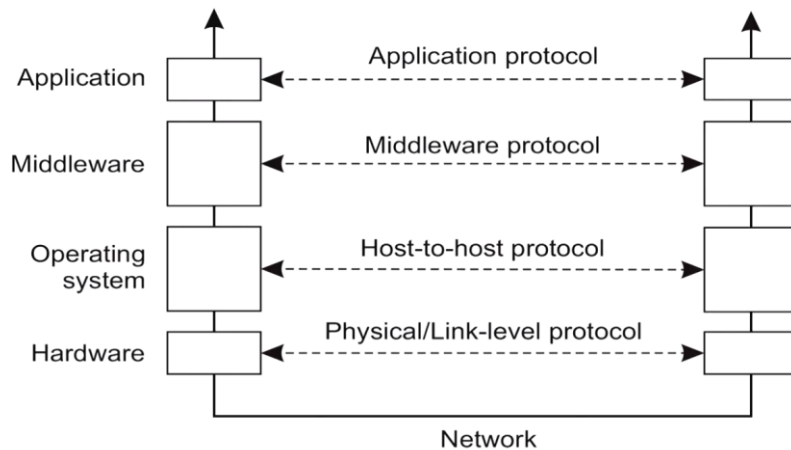 Application
Application protocol
Middleware
Middleware protocol
Operating
system
Host-to-host protocol
Hardware
Physical/Link-level protocol
Network